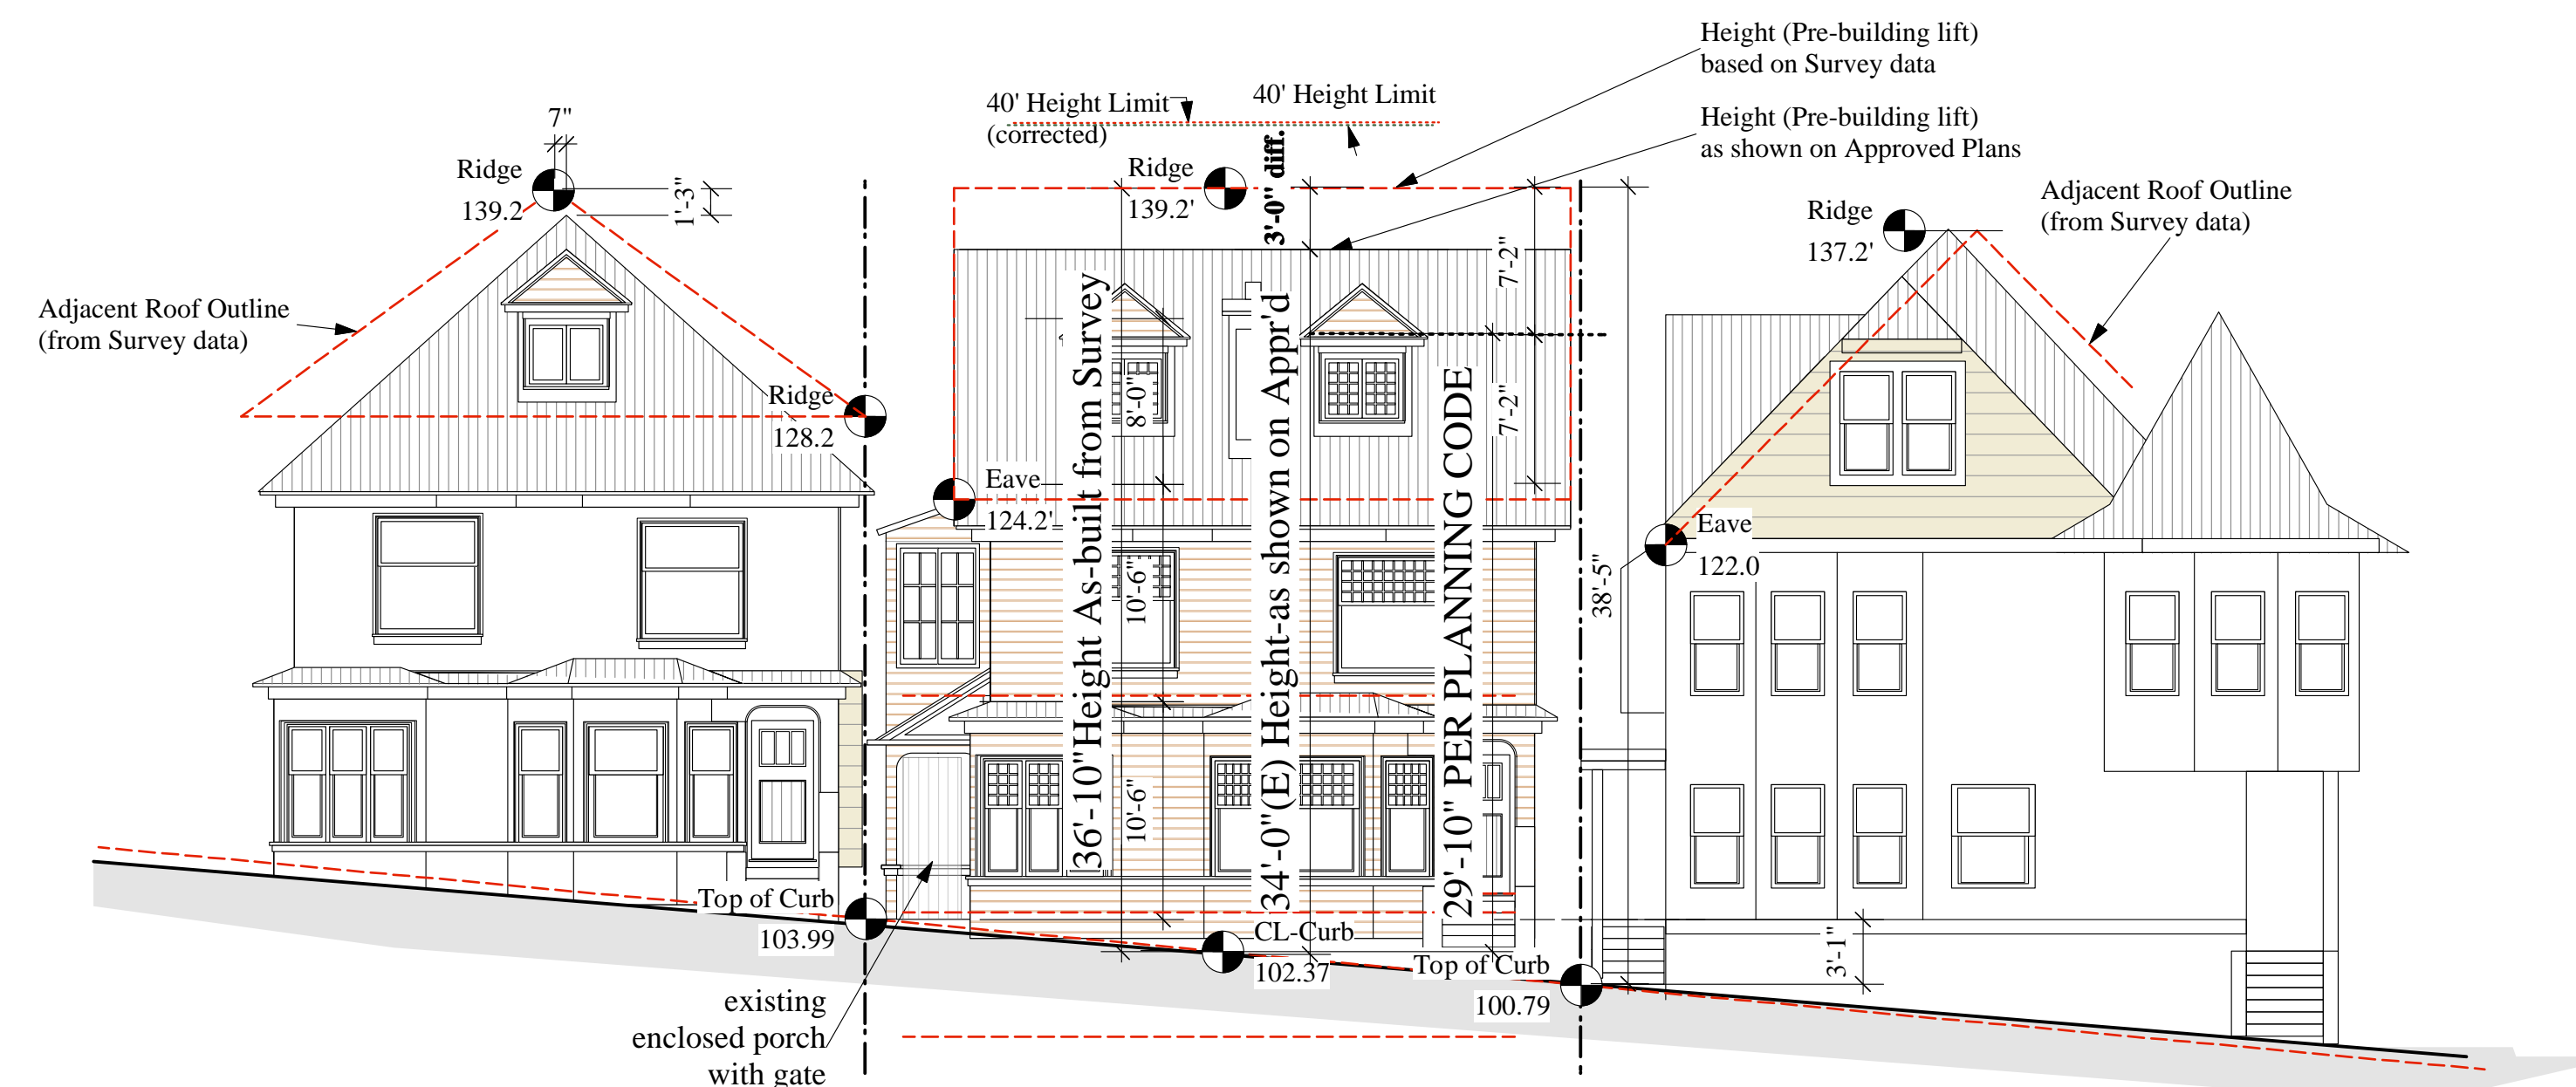 Height (Pre-building lift)
based on Survey data
40' Height Limit
(corrected)
40' Height Limit
Height (Pre-building lift)
as shown on Approved Plans
7"
Ridge
139.2
1'-3"
Ridge
139.2'
3'-0" diff.
Ridge
137.2'
Adjacent Roof Outline
(from Survey data)
Adjacent Roof Outline
(from Survey data)
7'-2"
7'-2"
Ridge
128.2
8'-0"
Eave
124.2'
Eave
122.0
36'-10"Height As-built from Survey
34'-0"(E) Height-as shown on Appr'd
29'-10" PER PLANNING CODE
10'-6"
38'-5"
10'-6"
Top of Curb
103.99
CL-Curb
102.37
Top of Curb
100.79
3'-1"
existing
enclosed porch
with gate